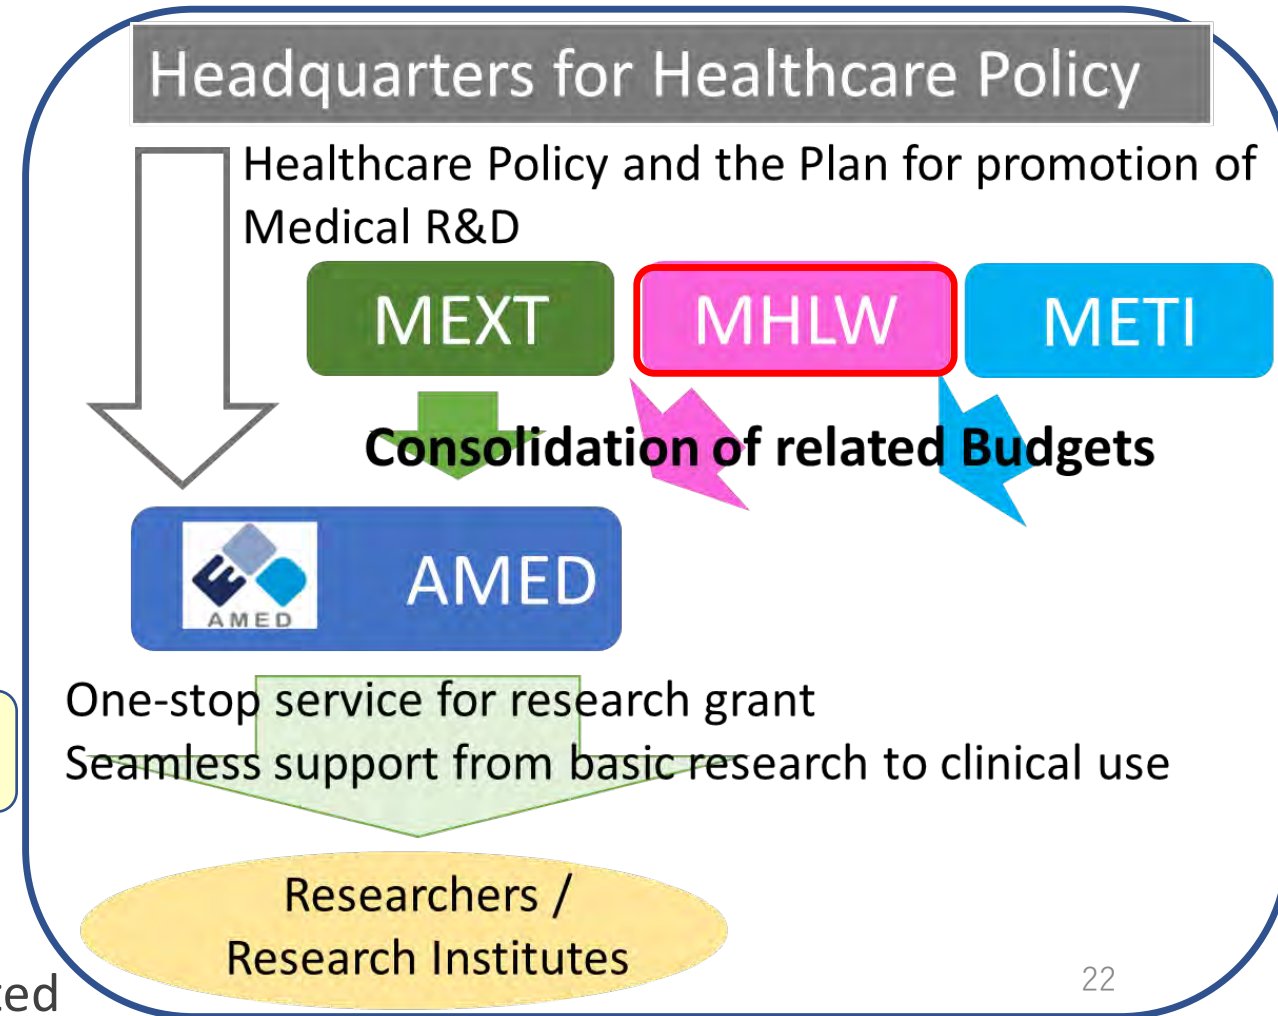 Headquarters for Healthcare Policy
Healthcare Policy and the Plan for promotion of
Medical R&D
MEXT
MHLW
METI
Consolidation of related Budgets
AMED
AMED
One-stop service for research grant
Seamless support from basic research to clinical use
Researchers /
Research Institutes
22